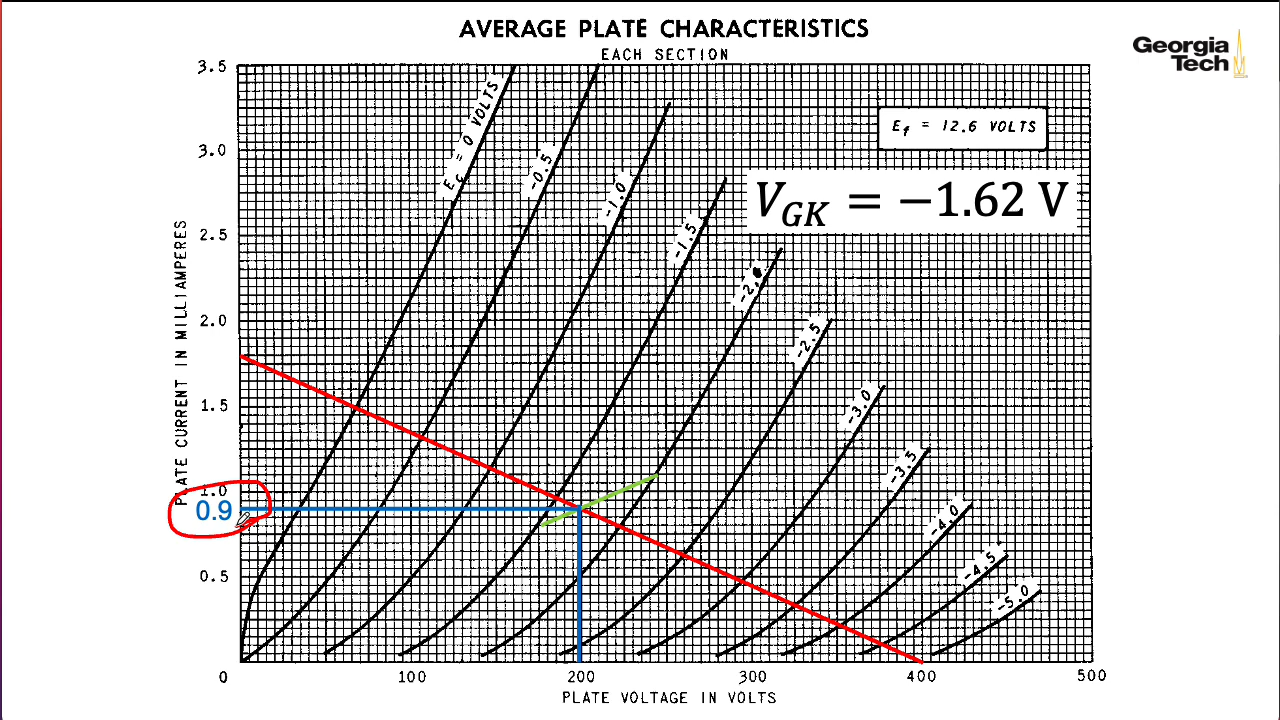 AVERAGE PLATE CHARACTERISTICS
EACH SECTION
Georgia
Tech
E_f = 12.6 VOLTS
V_GK = −1.62 V
E_c = 0 VOLTS
-0.5
-1.0
-1.5
-2.0
-2.5
-3.0
-3.5
-4.0
-4.5
-5.0
PLATE CURRENT IN MILLIAMPERES
3.5
3.0
2.5
2.0
1.5
1.0
0.9
0.5
0 100 200 300 400 500
PLATE VOLTAGE IN VOLTS